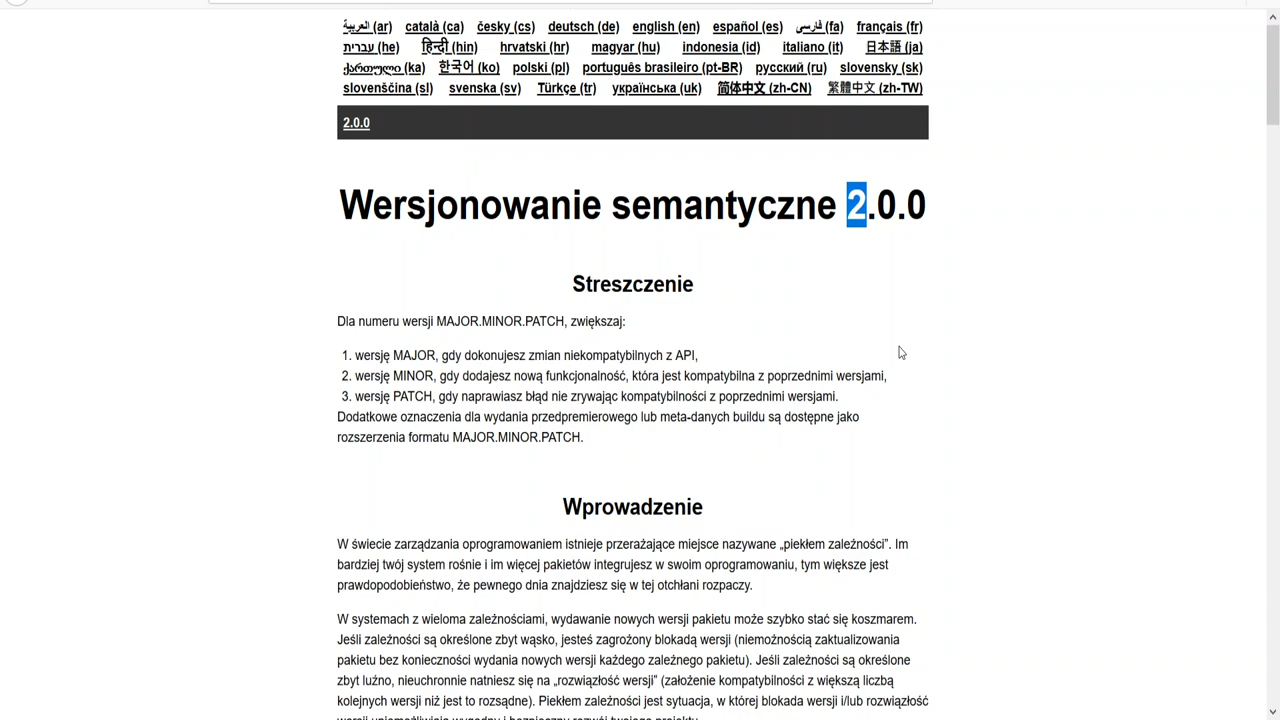 العربية (ar) català (ca) česky (cs) deutsch (de) english (en) español (es) فارسی (fa) français (fr)
עברית (he) हिन्दी (hin) hrvatski (hr) magyar (hu) indonesia (id) italiano (it) 日本語 (ja)
ქართული (ka) 한국어 (ko) polski (pl) português brasileiro (pt-BR) русский (ru) slovensky (sk)
slovenščina (sl) svenska (sv) Türkçe (tr) українська (uk) 简体中文 (zh-CN) 繁體中文 (zh-TW)
2.0.0
Wersjonowanie semantyczne 2.0.0
Streszczenie
Dla numeru wersji MAJOR.MINOR.PATCH, zwiększaj:
1. wersję MAJOR, gdy dokonujesz zmian niekompatybilnych z API,
2. wersję MINOR, gdy dodajesz nową funkcjonalność, która jest kompatybilna z poprzednimi wersjami,
3. wersję PATCH, gdy naprawiasz błąd nie zrywając kompatybilności z poprzednimi wersjami.
Dodatkowe oznaczenia dla wydania przedpremierowego lub meta-danych buildu są dostępne jako
rozszerzenia formatu MAJOR.MINOR.PATCH.
Wprowadzenie
W świecie zarządzania oprogramowaniem istnieje przerażające miejsce nazywane „piekłem zależności”. Im
bardziej twój system rośnie i im więcej pakietów integrujesz w swoim oprogramowaniu, tym większe jest
prawdopodobieństwo, że pewnego dnia znajdziesz się w tej otchłani rozpaczy.
W systemach z wieloma zależnościami, wydawanie nowych wersji pakietu może szybko stać się koszmarem.
Jeśli zależności są określone zbyt wąsko, jesteś zagrożony blokadą wersji (niemożnością zaktualizowania
pakietu bez konieczności wydania nowych wersji każdego zależnego pakietu). Jeśli zależności są określone
zbyt luźno, nieuchronnie natniesz się na „rozwiązłość wersji” (założenie kompatybilności z większą liczbą
kolejnych wersji niż jest to rozsądne). Piekłem zależności jest sytuacja, w której blokada wersji i/lub rozwiązłość
wersji uniemożliwia wygodny i bezpieczny rozwój twojego projektu.